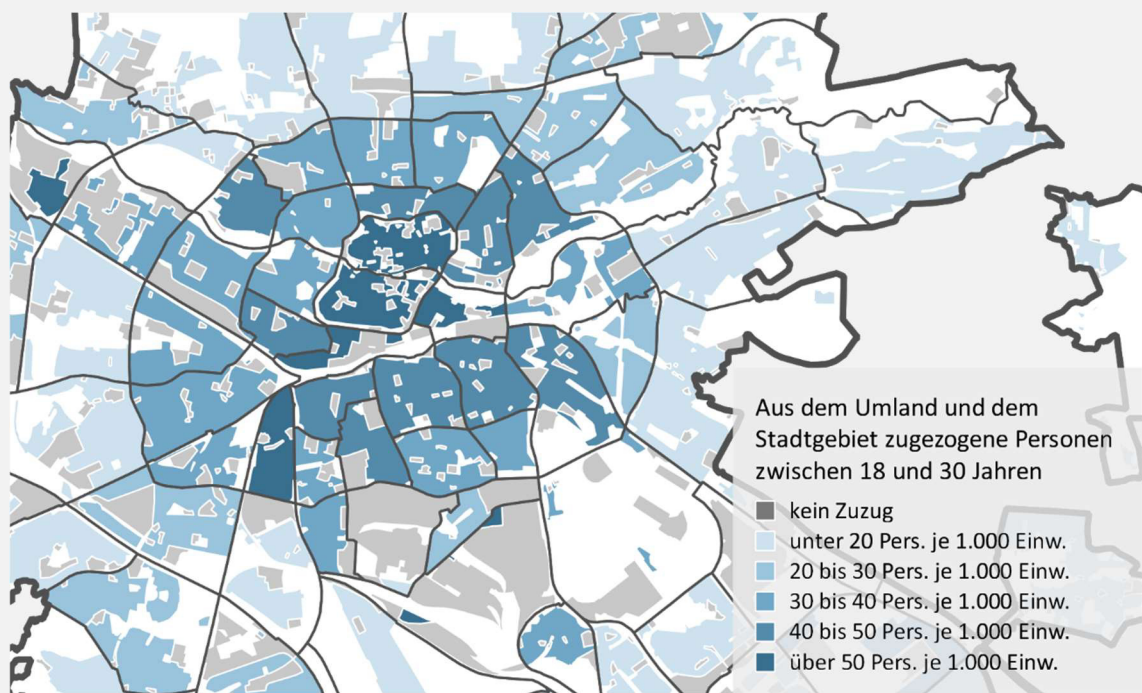 Aus dem Umland und dem
Stadtgebiet zugezogene Personen
zwischen 18 und 30 Jahren
kein Zuzug
unter 20 Pers. je 1.000 Einw.
20 bis 30 Pers. je 1.000 Einw.
30 bis 40 Pers. je 1.000 Einw.
40 bis 50 Pers. je 1.000 Einw.
über 50 Pers. je 1.000 Einw.